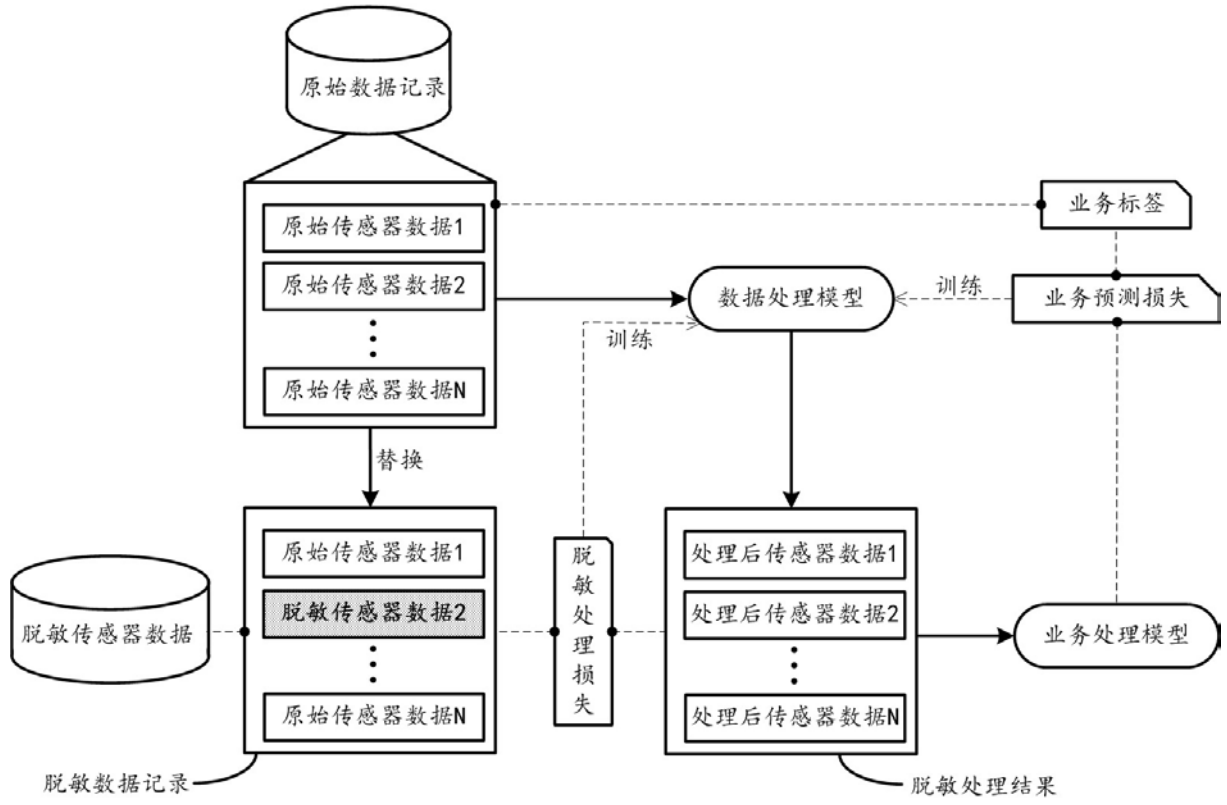 原始数据记录
原始传感器数据1
业务标签
原始传感器数据2
数据处理模型
训练
业务预测损失
训练
原始传感器数据N
替换
原始传感器数据1
脱敏处理损失
处理后传感器数据1
脱敏传感器数据
脱敏传感器数据2
处理后传感器数据2
业务处理模型
原始传感器数据N
处理后传感器数据N
脱敏数据记录
脱敏处理结果